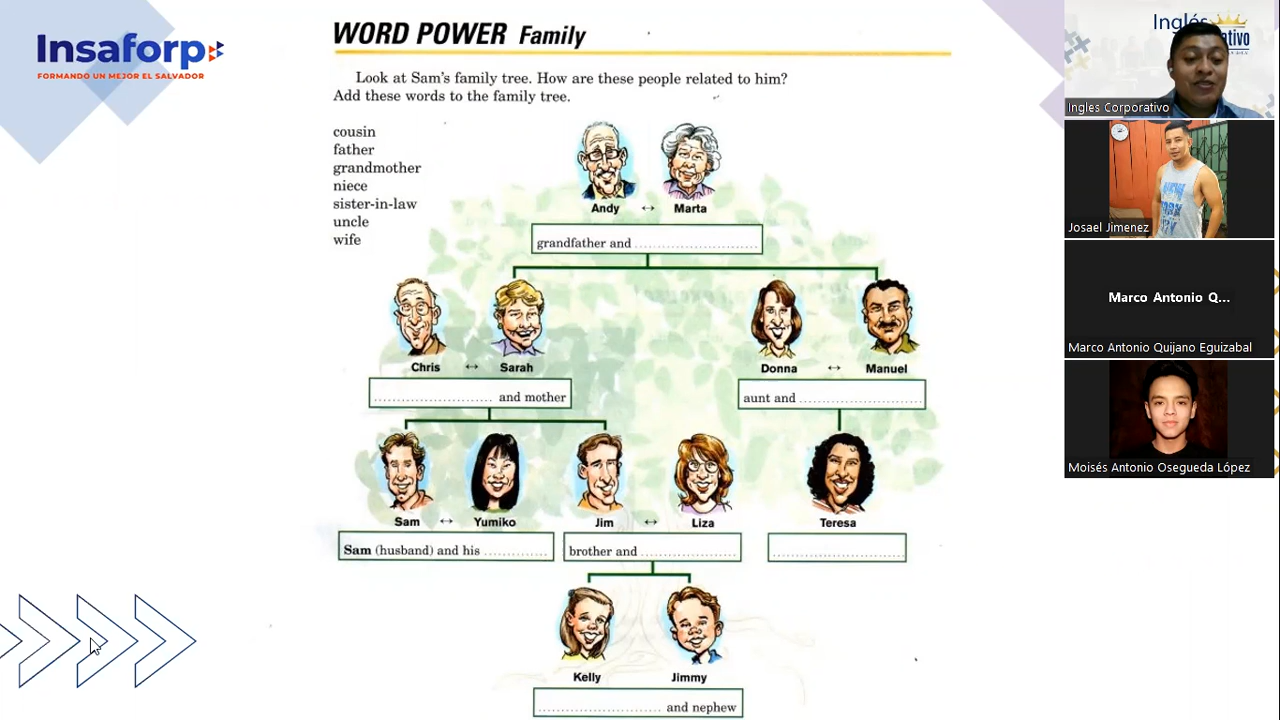 Insaforp
FORMANDO UN MEJOR EL SALVADOR
WORD POWER Family
Look at Sam's family tree. How are these people related to him?
Add these words to the family tree.
cousin
father
grandmother
niece
sister-in-law
uncle
wife
Andy ↔ Marta
grandfather and ............................
Chris ↔ Sarah
............................ and mother
Donna ↔ Manuel
aunt and ............................
Sam ↔ Yumiko
Sam (husband) and his ...............
Jim ↔ Liza
brother and .......................
Teresa
...............................
Kelly
Jimmy
............................ and nephew
Inglés
Ingles Corporativo
Josael Jimenez
Marco Antonio Q...
Marco Antonio Quijano Eguizabal
Moisés Antonio Osegueda López